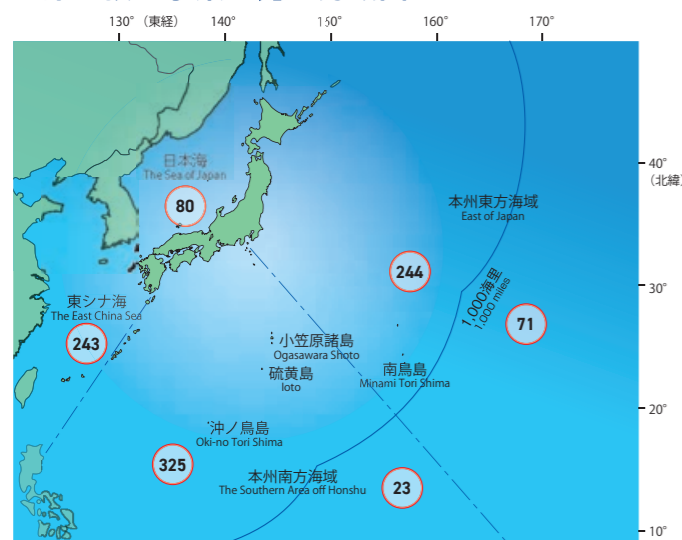 130°（東経）
140°
150°
160°
170°
40°
（北緯）
30°
20°
10°
日本海
The Sea of Japan
80
本州東方海域
East of Japan
244
1,000海里
1,000 miles
71
東シナ海
The East China Sea
243
小笠原諸島
Ogasawara Shoto
硫黄島
Ioto
南鳥島
Minami Tori Shima
沖ノ鳥島
Oki-no Tori Shima
325
本州南方海域
The Southern Area off Honshu
23